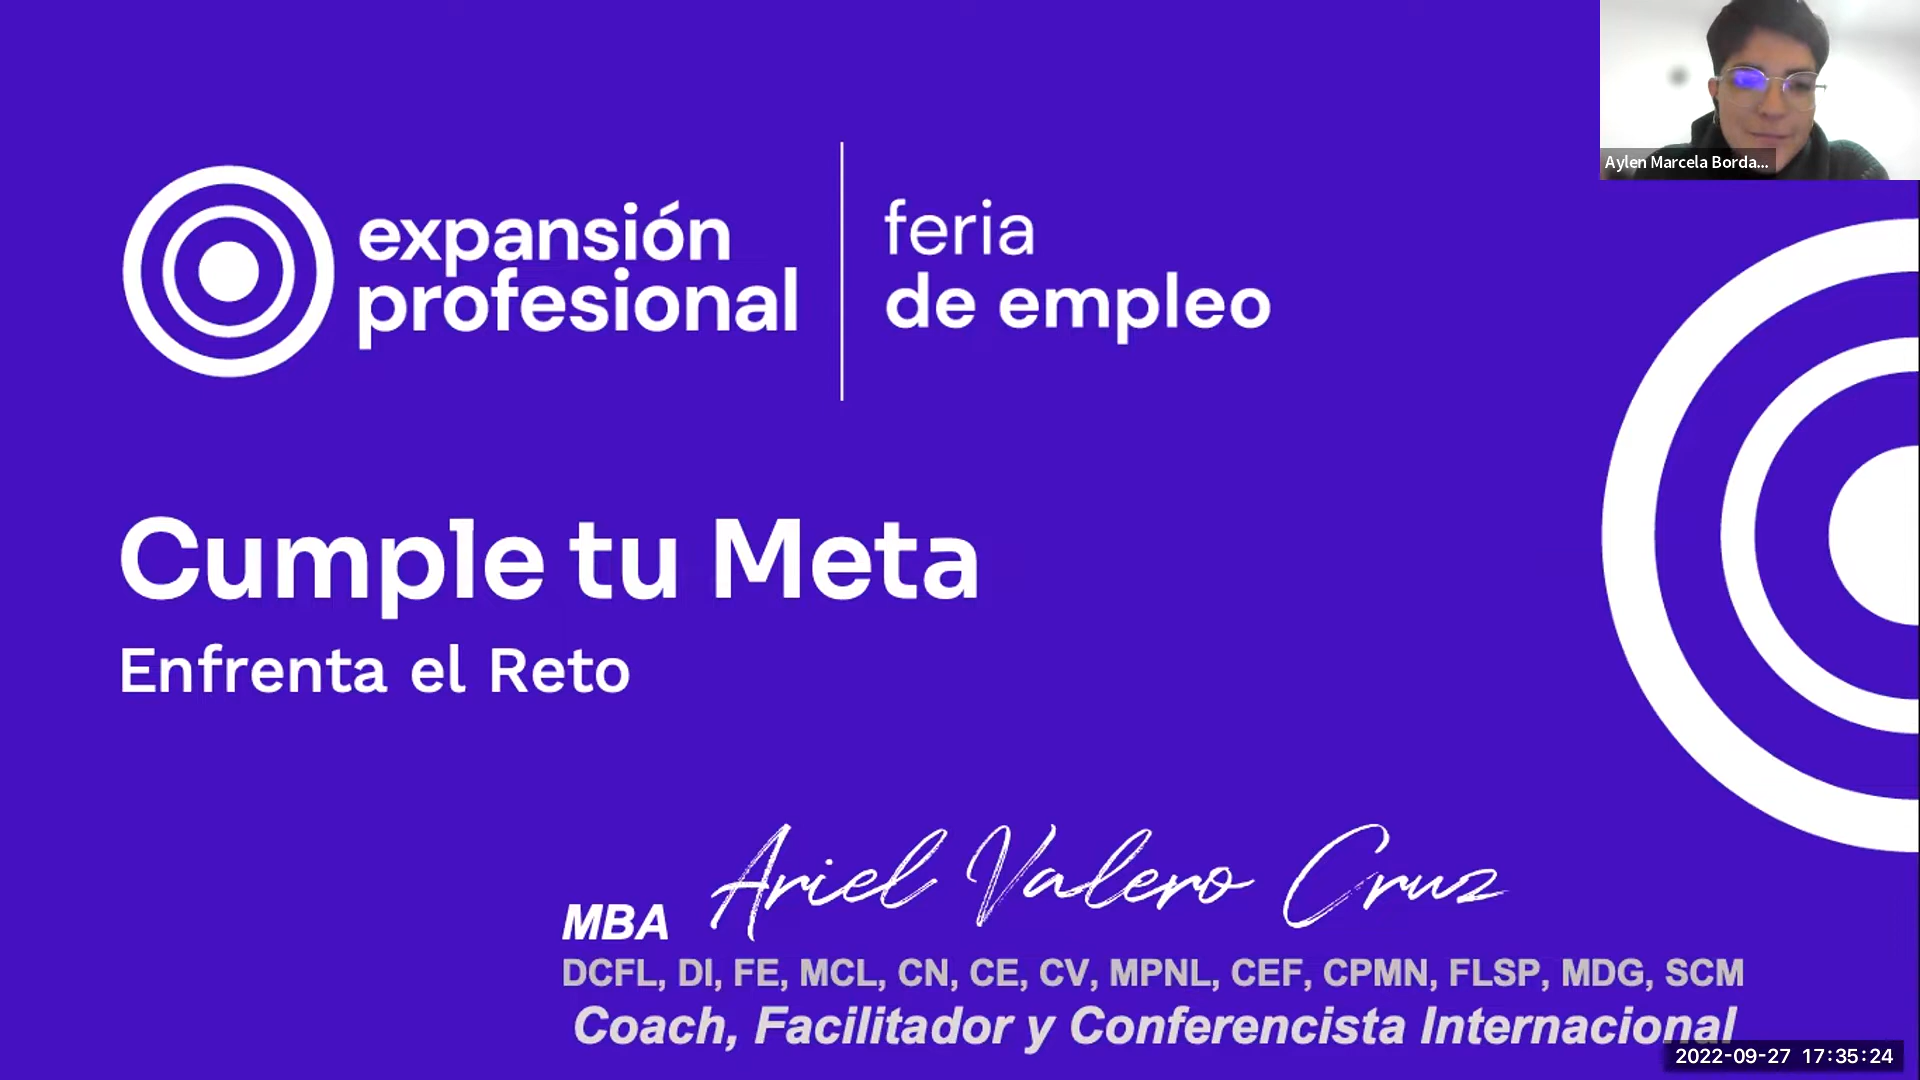 expansión
profesional
feria
de empleo
Cumple tu Meta
Enfrenta el Reto
MBA Ariel Valero Cruz
DCFL, DI, FE, MCL, CN, CE, CV, MPNL, CEF, CPMN, FLSP, MDG, SCM
Coach, Facilitador y Conferencista Internacional
Aylen Marcela Borda...
2022-09-27 17:35:24